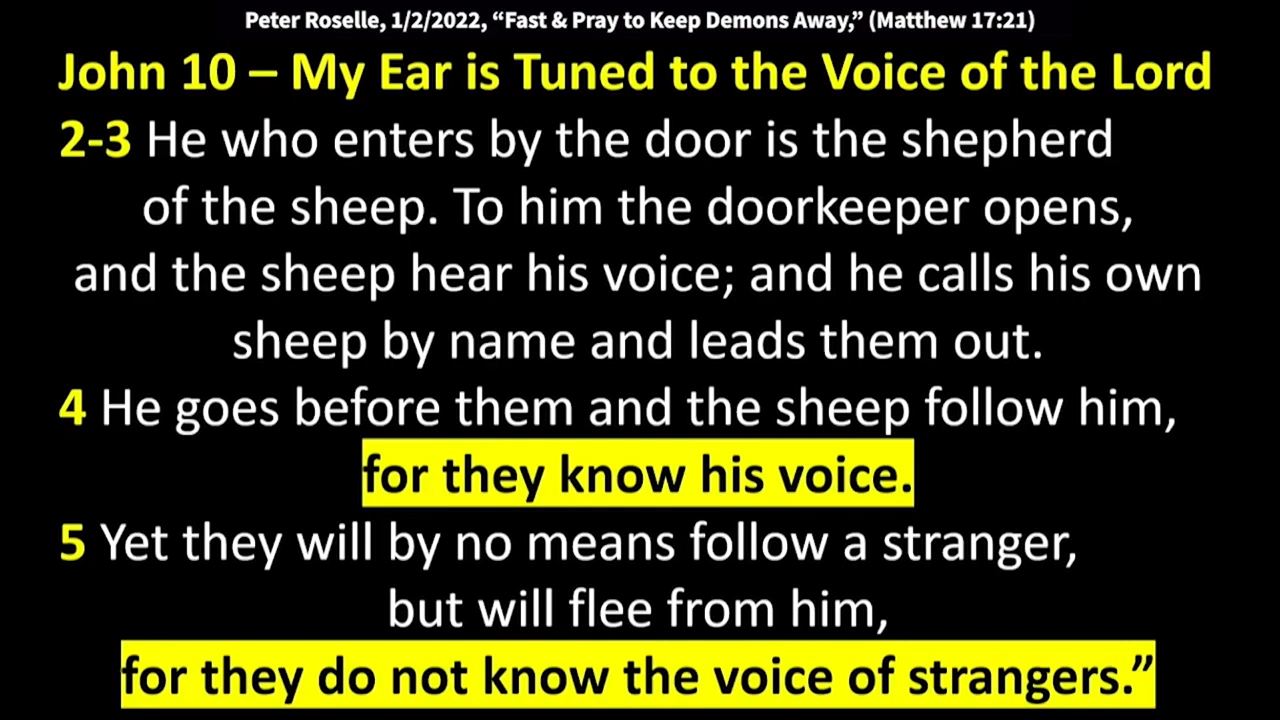 Peter Roselle, 1/2/2022, “Fast & Pray to Keep Demons Away,” (Matthew 17:21)
John 10 – My Ear is Tuned to the Voice of the Lord
2-3 He who enters by the door is the shepherd
of the sheep. To him the doorkeeper opens,
and the sheep hear his voice; and he calls his own
sheep by name and leads them out.
4 He goes before them and the sheep follow him,
for they know his voice.
5 Yet they will by no means follow a stranger,
but will flee from him,
for they do not know the voice of strangers.”